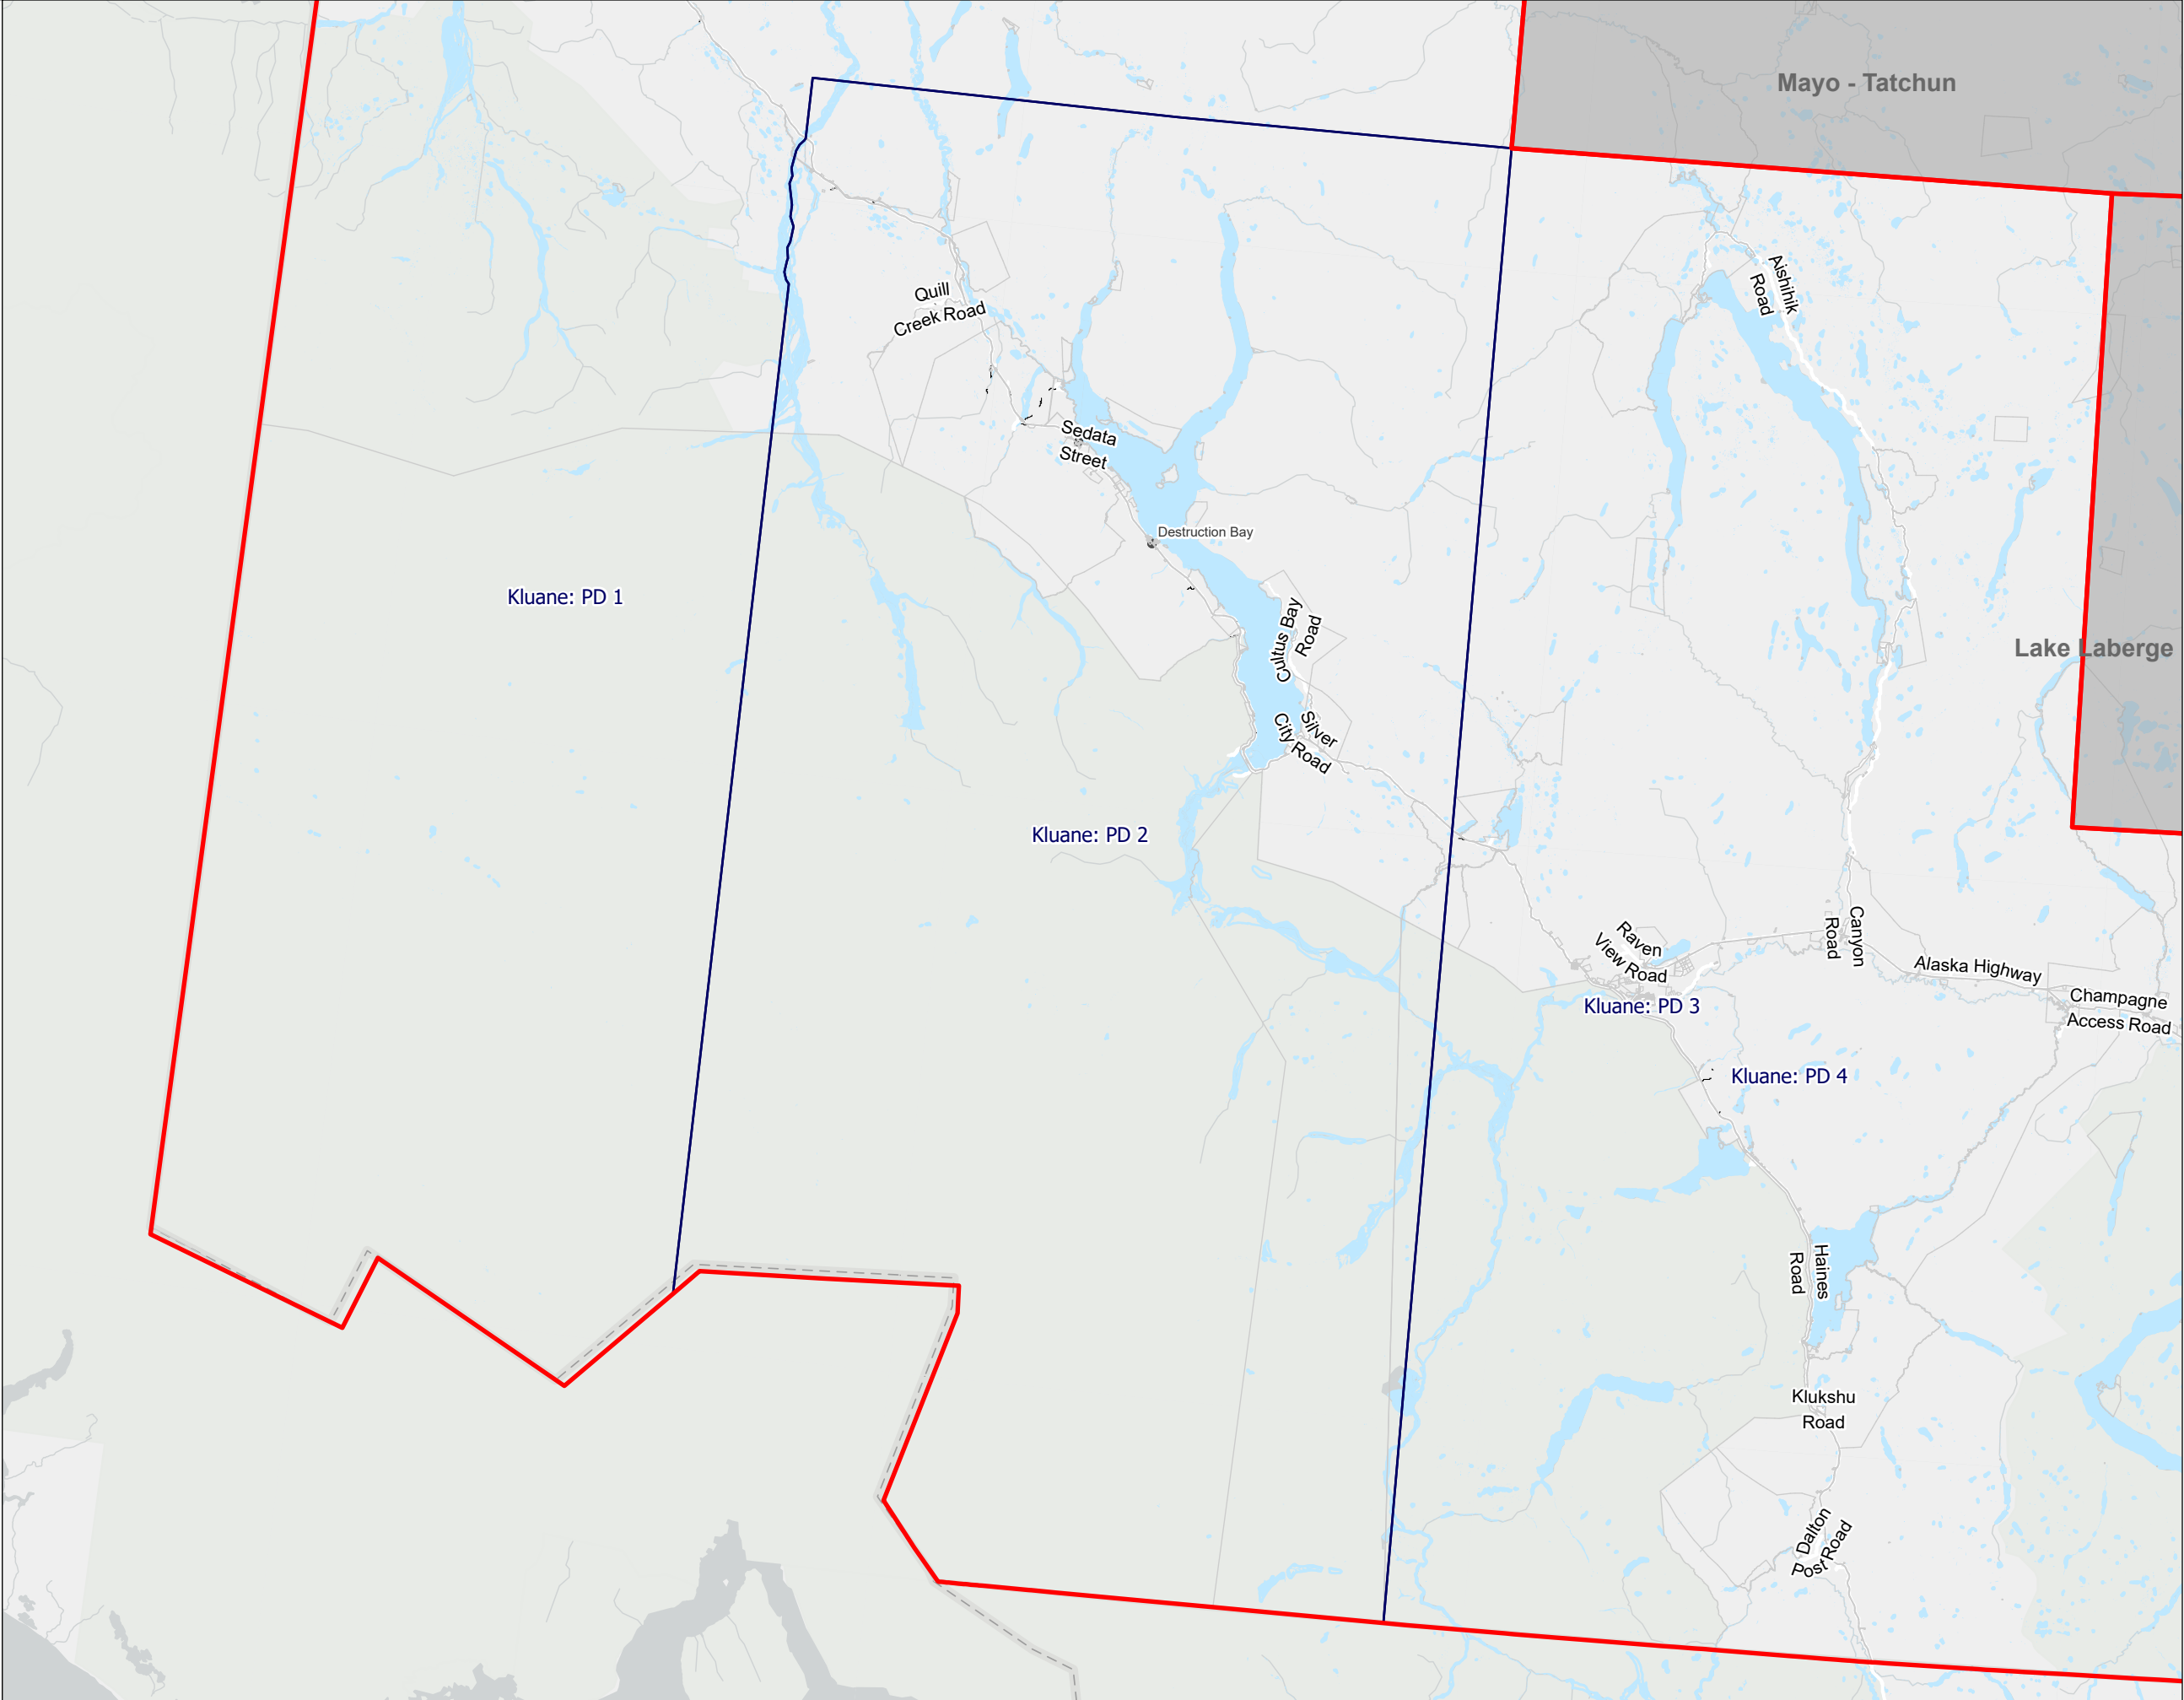 Mayo - Tatchun
Aishihik
Road
Quill
Creek Road
Sedata
Street
Destruction Bay
Kluane: PD 1
Cultus Bay
Road
Lake Laberge
Silver
City Road
Kluane: PD 2
Raven
View Road
Canyon
Road
Alaska Highway
Kluane: PD 3
Champagne
Access Road
Kluane: PD 4
Haines
Road
Klukshu
Road
Dalton
Post Road